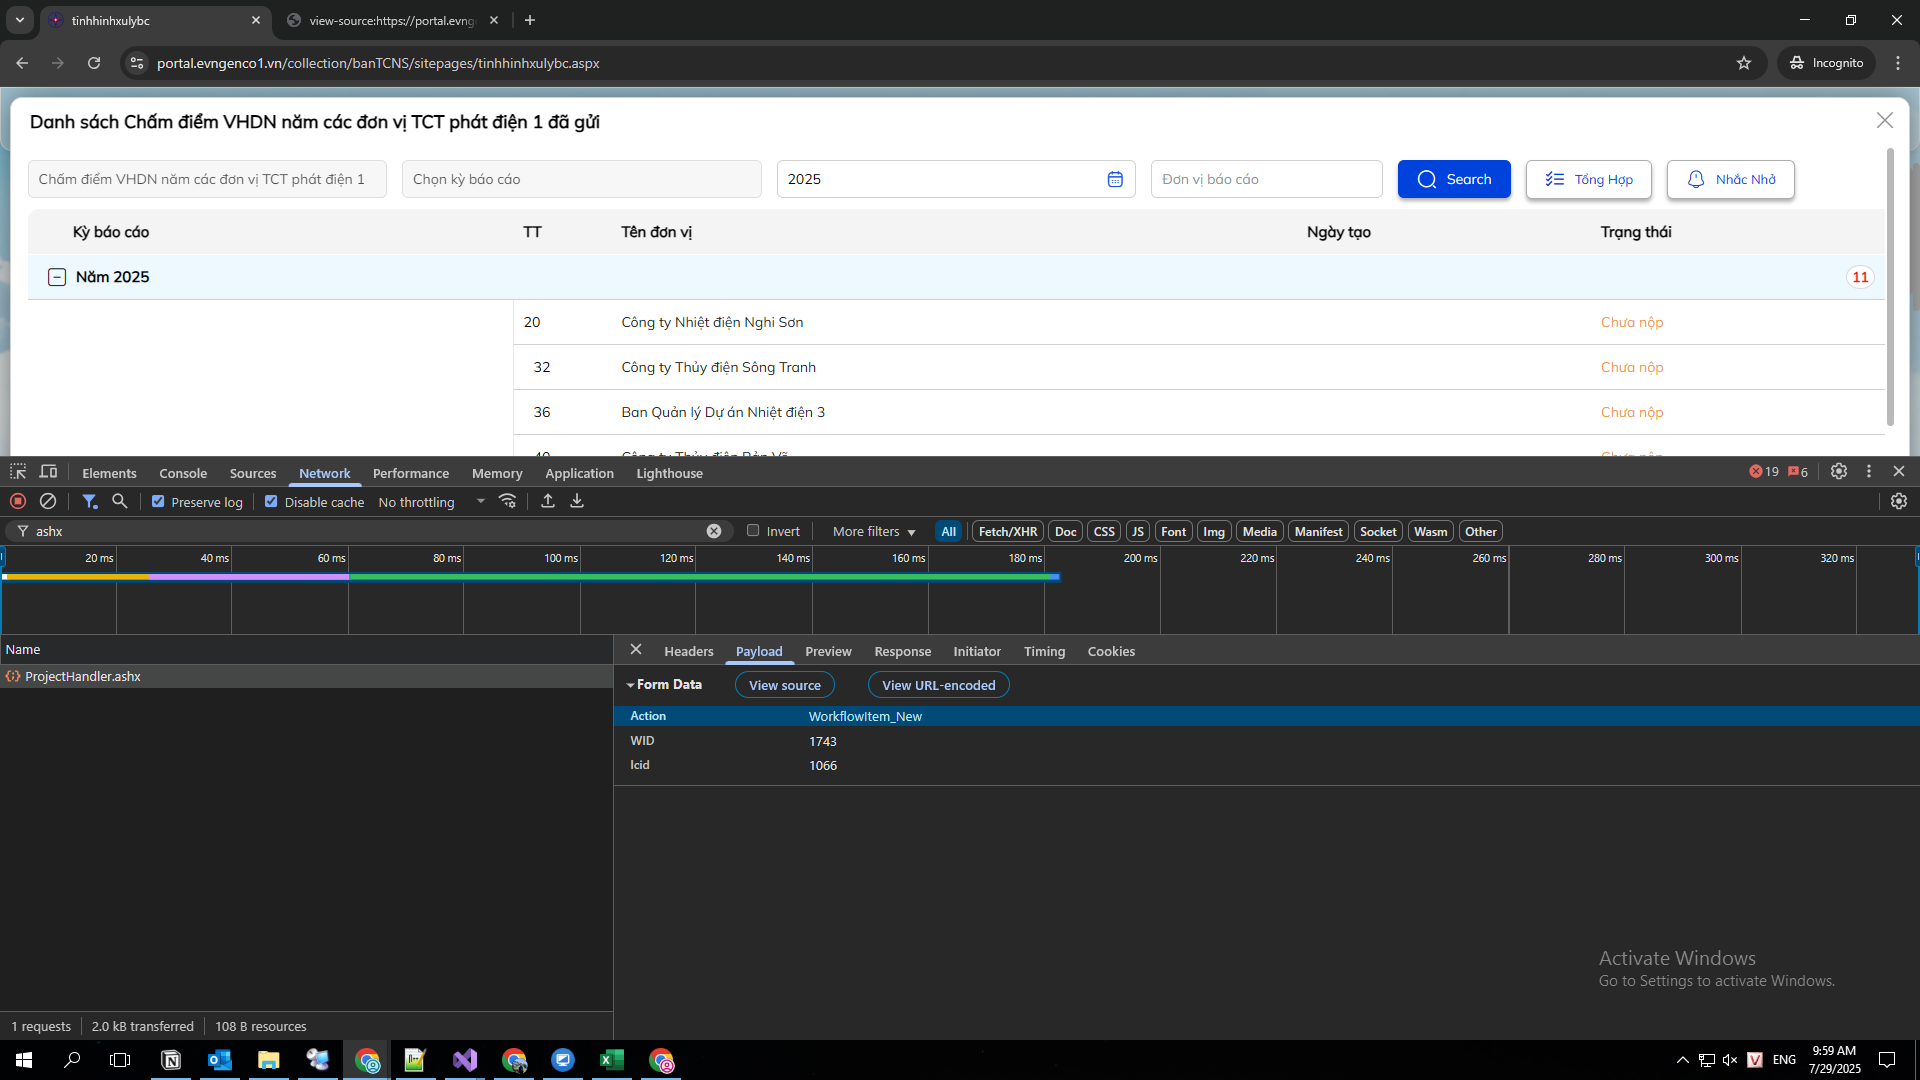 tinhhinhxulybc
view-source:https://portal.evng
portal.evngenco1.vn/collection/banTCNS/sitepages/tinhhinhxulybc.aspx
Incognito
Danh sách Chấm điểm VHDN năm các đơn vị TCT phát điện 1 đã gửi
Chấm điểm VHDN năm các đơn vị TCT phát điện 1
Chọn kỳ báo cáo
2025
Đơn vị báo cáo
Search
Tổng Hợp
Nhắc Nhở
Kỳ báo cáo TT Tên đơn vị Ngày tạo Trạng thái
Năm 2025 11
20 Công ty Nhiệt điện Nghi Sơn Chưa nộp
32 Công ty Thủy điện Sông Tranh Chưa nộp
36 Ban Quản lý Dự án Nhiệt điện 3 Chưa nộp
40 Công ty Thủy điện Bản Vẽ Chưa nộp
Elements Console Sources Network Performance Memory Application Lighthouse 19 6
Preserve log Disable cache No throttling
ashx Invert More filters All Fetch/XHR Doc CSS JS Font Img Media Manifest Socket Wasm Other
20 ms 40 ms 60 ms 80 ms 100 ms 120 ms 140 ms 160 ms 180 ms 200 ms 220 ms 240 ms 260 ms 280 ms 300 ms 320 ms
Name
ProjectHandler.ashx
Headers Payload Preview Response Initiator Timing Cookies
Form Data View source View URL-encoded
Action WorkflowItem_New
WID 1743
lcid 1066
Activate Windows
Go to Settings to activate Windows.
1 requests 2.0 kB transferred 108 B resources
ENG
9:59 AM
7/29/2025